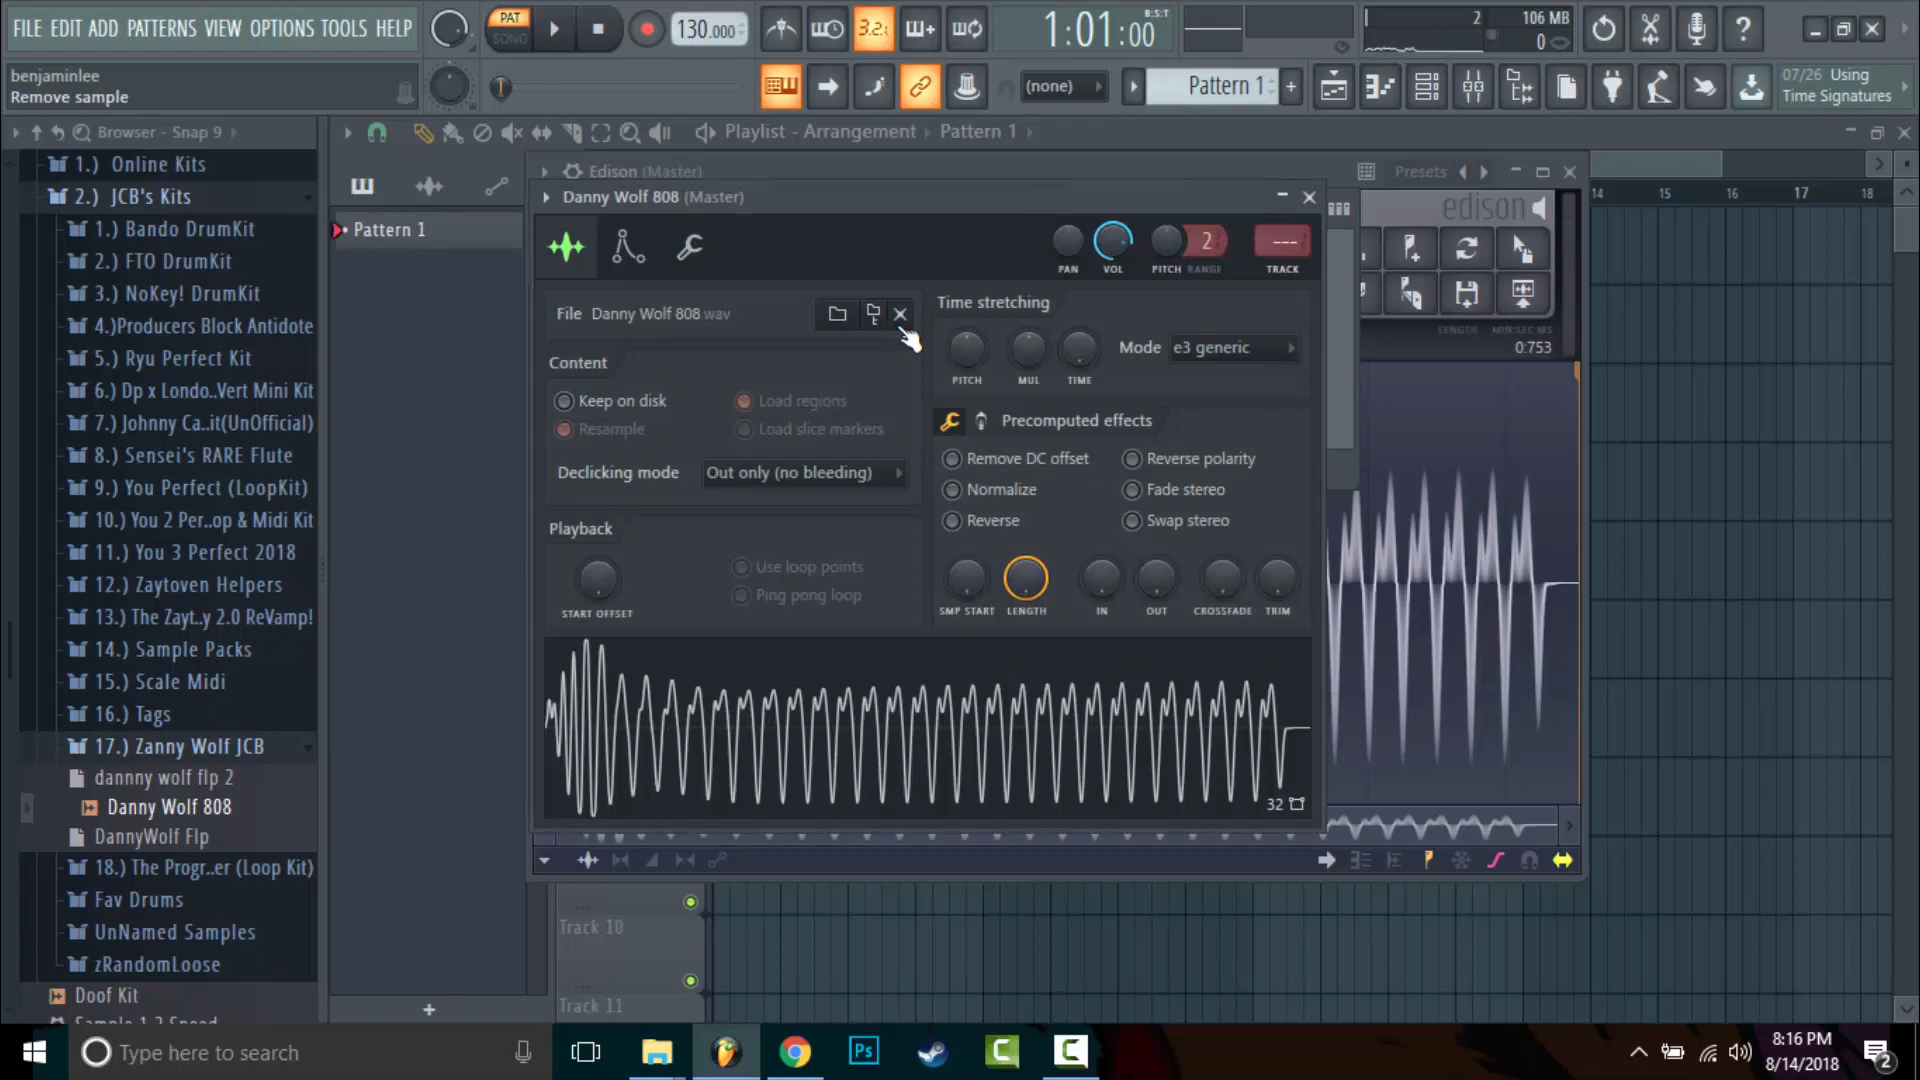 FILE EDIT ADD PATTERNS VIEW OPTIONS TOOLS HELP
PAT
SONG
130.000
3.2.
1:01:00
B:S:T
2
106 MB
0
benjaminlee
Remove sample
(none)
Pattern 1
+
07/26 Using
Time Signatures
Browser - Snap 9
Playlist - Arrangement
Pattern 1
1.) Online Kits
2.) JCB's Kits
1.) Bando DrumKit
2.) FTO DrumKit
3.) NoKey! DrumKit
4.)Producers Block Antidote
5.) Ryu Perfect Kit
6.) Dp x Londo..Vert Mini Kit
7.) Johnny Ca..it(UnOfficial)
8.) Sensei's RARE Flute
9.) You Perfect (LoopKit)
10.) You 2 Per..op & Midi Kit
11.) You 3 Perfect 2018
12.) Zaytoven Helpers
13.) The Zayt..y 2.0 ReVamp!
14.) Sample Packs
15.) Scale Midi
16.) Tags
17.) Zanny Wolf JCB
dannny wolf flp 2
Danny Wolf 808
DannyWolf Flp
18.) The Progr..er (Loop Kit)
Fav Drums
UnNamed Samples
zRandomLoose
Doof Kit
Pattern 1
+
Edison (Master)
Presets
Danny Wolf 808 (Master)
PAN
VOL
PITCH
RANGE
2
---
TRACK
File Danny Wolf 808.wav
Content
Keep on disk
Load regions
Resample
Load slice markers
Declicking mode
Out only (no bleeding)
Playback
START OFFSET
Use loop points
Ping pong loop
Time stretching
PITCH
MUL
TIME
Mode
e3 generic
Precomputed effects
Remove DC offset
Reverse polarity
Normalize
Fade stereo
Reverse
Swap stereo
SMP START
LENGTH
IN
OUT
CROSSFADE
TRIM
32
edison
LENGTH
MIN:SEC:MS
0:753
14
15
16
17
18
Track 10
Track 11
Type here to search
Ps
8:16 PM
8/14/2018
2